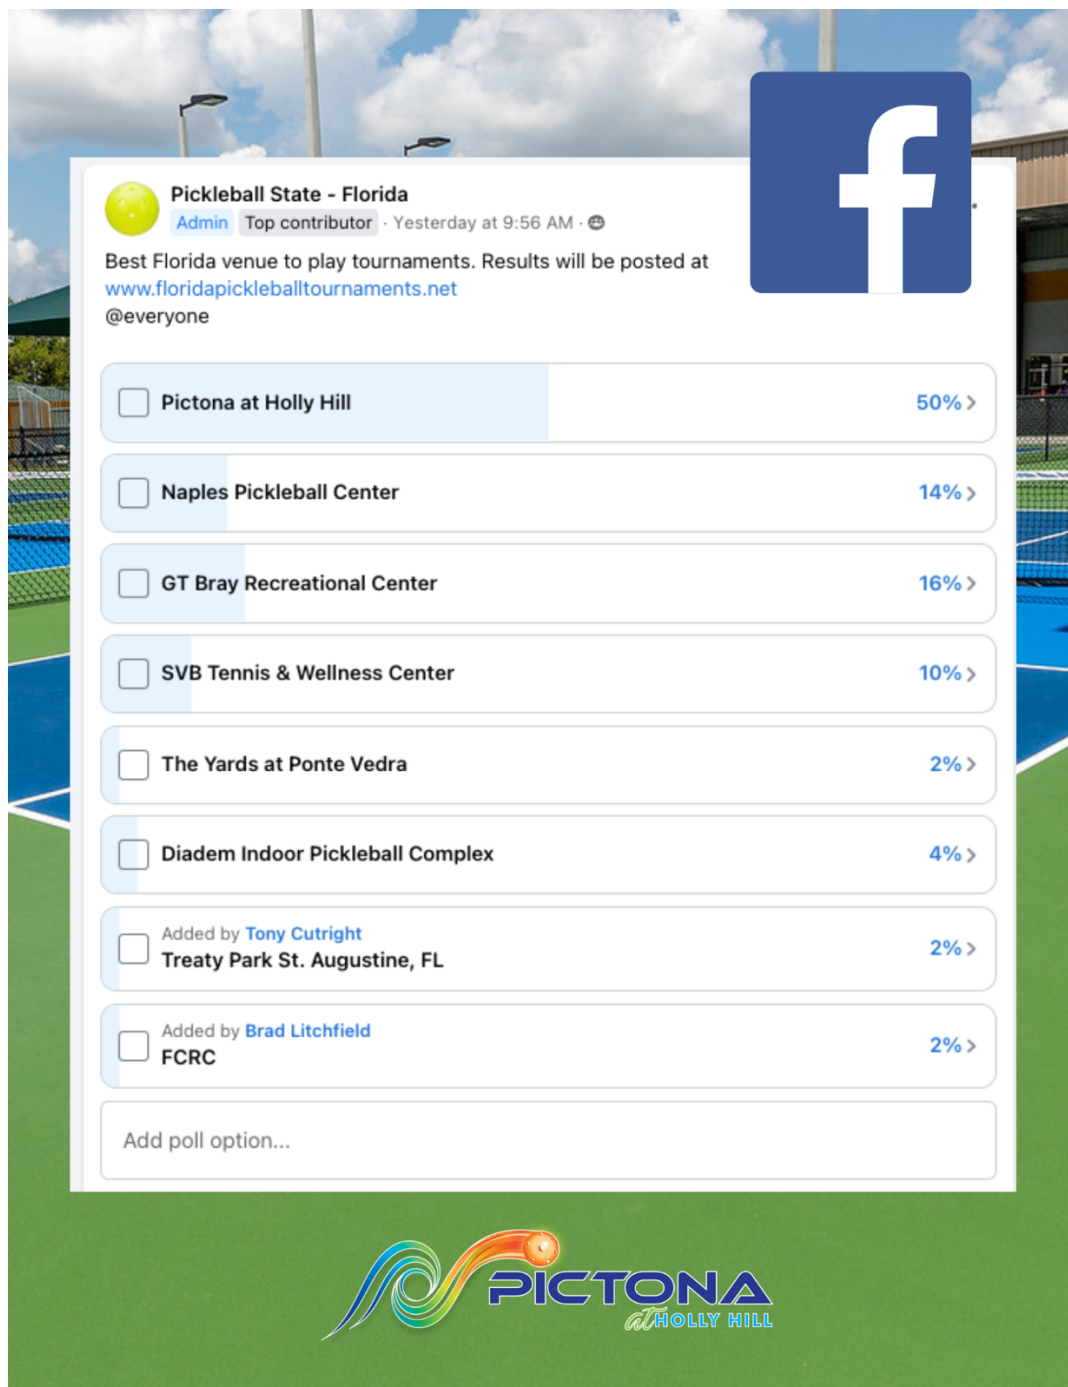 f
Pickleball State - Florida
Admin Top contributor · Yesterday at 9:56 AM ·
Best Florida venue to play tournaments. Results will be posted at
www.floridapickleballtournaments.net
@everyone
Pictona at Holly Hill 50%
Naples Pickleball Center 14%
GT Bray Recreational Center 16%
SVB Tennis & Wellness Center 10%
The Yards at Ponte Vedra 2%
Diadem Indoor Pickleball Complex 4%
Added by Tony Cutright
Treaty Park St. Augustine, FL 2%
Added by Brad Litchfield
FCRC 2%
Add poll option...
PICTONA
at HOLLY HILL